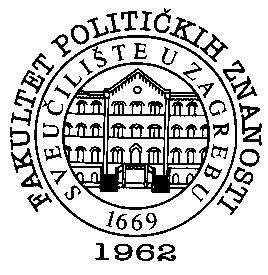 FAKULTET POLITIČKIH ZNANOSTI
SVEUČILIŠTE U ZAGREBU
1669
1962